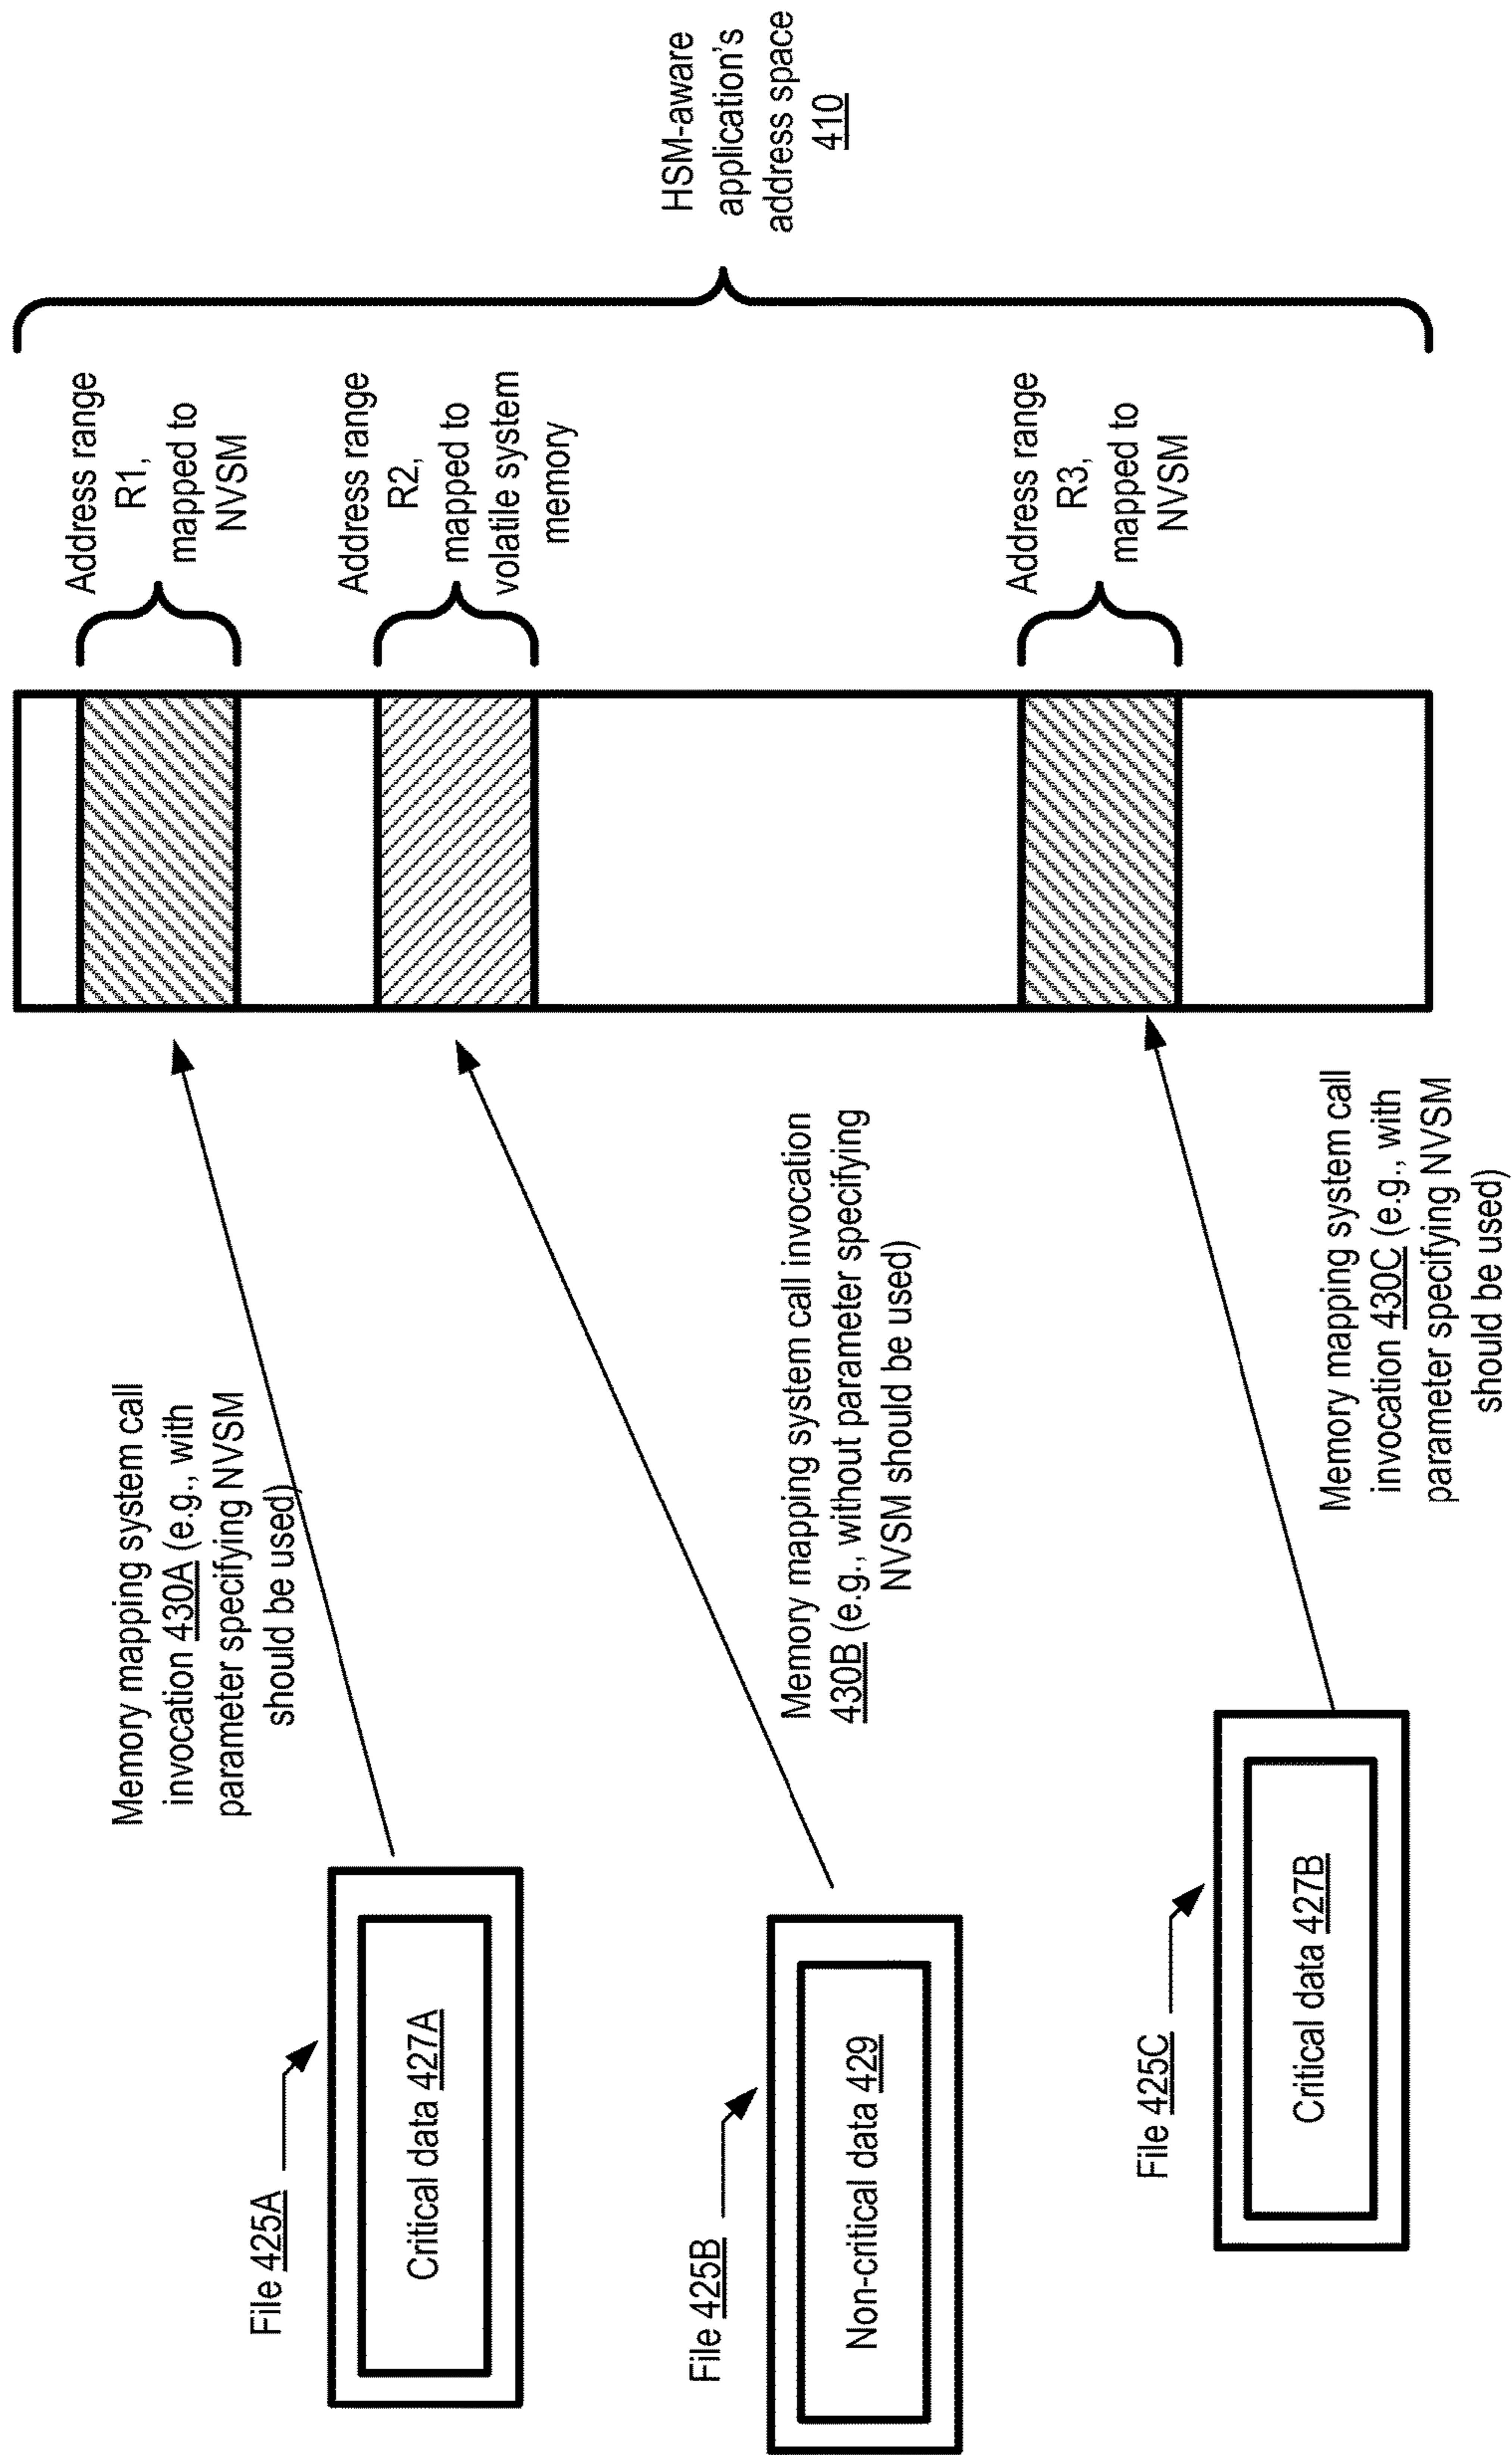 Memory mapping system call
invocation 430A (e.g., with
parameter specifying NVSM
should be used)
Address range
R1,
mapped to
NVSM
File 425A
Critical data 427A
Address range
R2,
mapped to
volatile system
memory
HSM-aware
application's
address space
410
File 425B
Non-critical data 429
Memory mapping system call invocation
430B (e.g., without parameter specifying
NVSM should be used)
Address range
R3,
mapped to
NVSM
File 425C
Critical data 427B
Memory mapping system call
invocation 430C (e.g., with
parameter specifying NVSM
should be used)